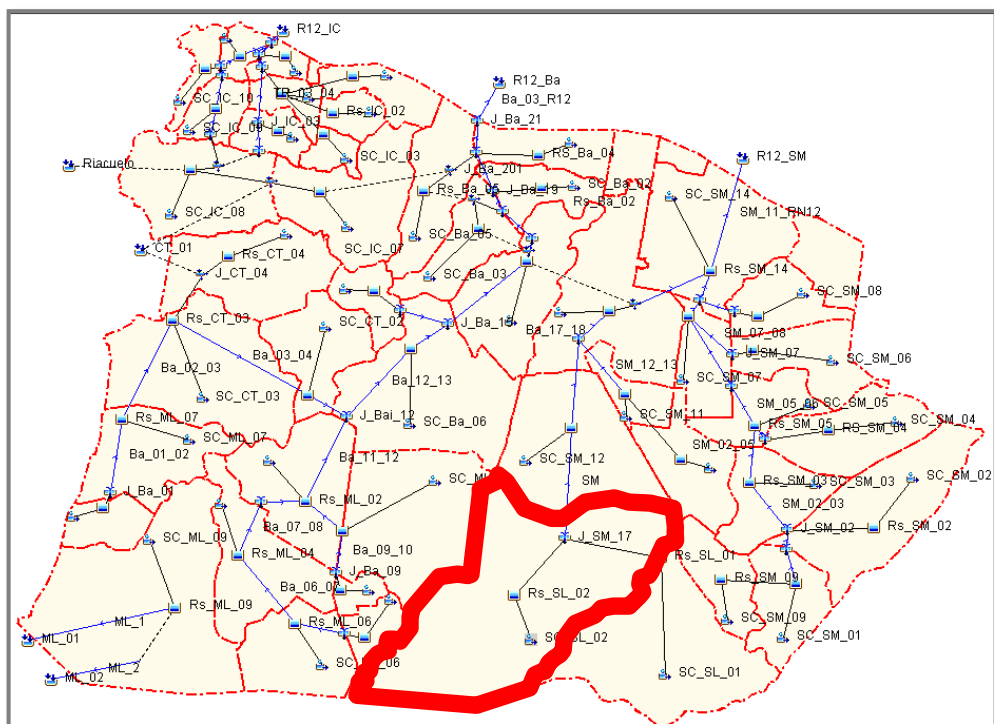 R12_IC
R12_Ba
TR_03_04
SC_IC_10
Ba_03_R12
Rs_IC_02
J_IC_03
J_Ba_21
SC_IC_09
RS_Ba_04
SC_IC_03
R12_SM
Riacuelo
J_Ba_201
Rs_Ba_05
J_Ba_19
SC_Ba_02
SC_SM_14
Rs_Ba_02
SC_IC_08
SM_11_RN12
SC_Ba_05
SC_IC_07
CT_01
Rs_CT_04
J_CT_04
SC_Ba_03
Rs_SM_14
SC_SM_08
Rs_CT_03
SC_CT_02
Ba_17_18
SM_07_08
Ba_03_04
J_SM_07
Ba_02_03
SM_12_13
SC_SM_06
Ba_12_13
SC_SM_07
SC_CT_03
SM_05_06
SC_SM_05
Rs_ML_07
J_Bai_12
SC_SM_11
SC_Ba_06
Rs_SM_05
RS_SM_04
SC_SM_04
SC_ML_07
SM_02_05
Ba_01_02
Ba_11_12
SC_SM_12
SC_SM_02
Rs_SM_03
SC_SM_03
J_Ba_01
SM
Rs_ML_02
SM_02_03
Ba_07_08
J_SM_02
Rs_SM_02
SC_ML_09
J_SM_17
Rs_ML_04
Ba_09_10
Rs_SL_01
J_Ba_09
Rs_SM_09
Rs_SL_02
Rs_ML_09
ML_1
Rs_ML_06
SC_SM_09
SC_SM_01
ML_01
ML_2
SC_SL_01
ML_02